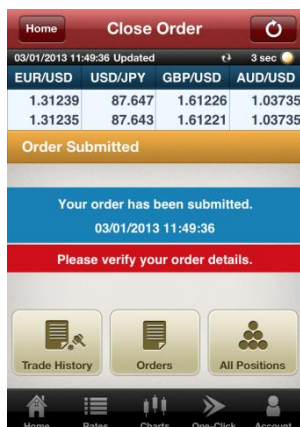 Home Close Order
03/01/2013 11:49:36 Updated 3 sec
EUR/USD USD/JPY GBP/USD AUD/USD
1.31239 87.647 1.61226 1.03735
1.31235 87.643 1.61221 1.03735
Order Submitted
Your order has been submitted.
03/01/2013 11:49:36
Please verify your order details.
Trade History Orders All Positions
Home Rates Charts One-Click Account